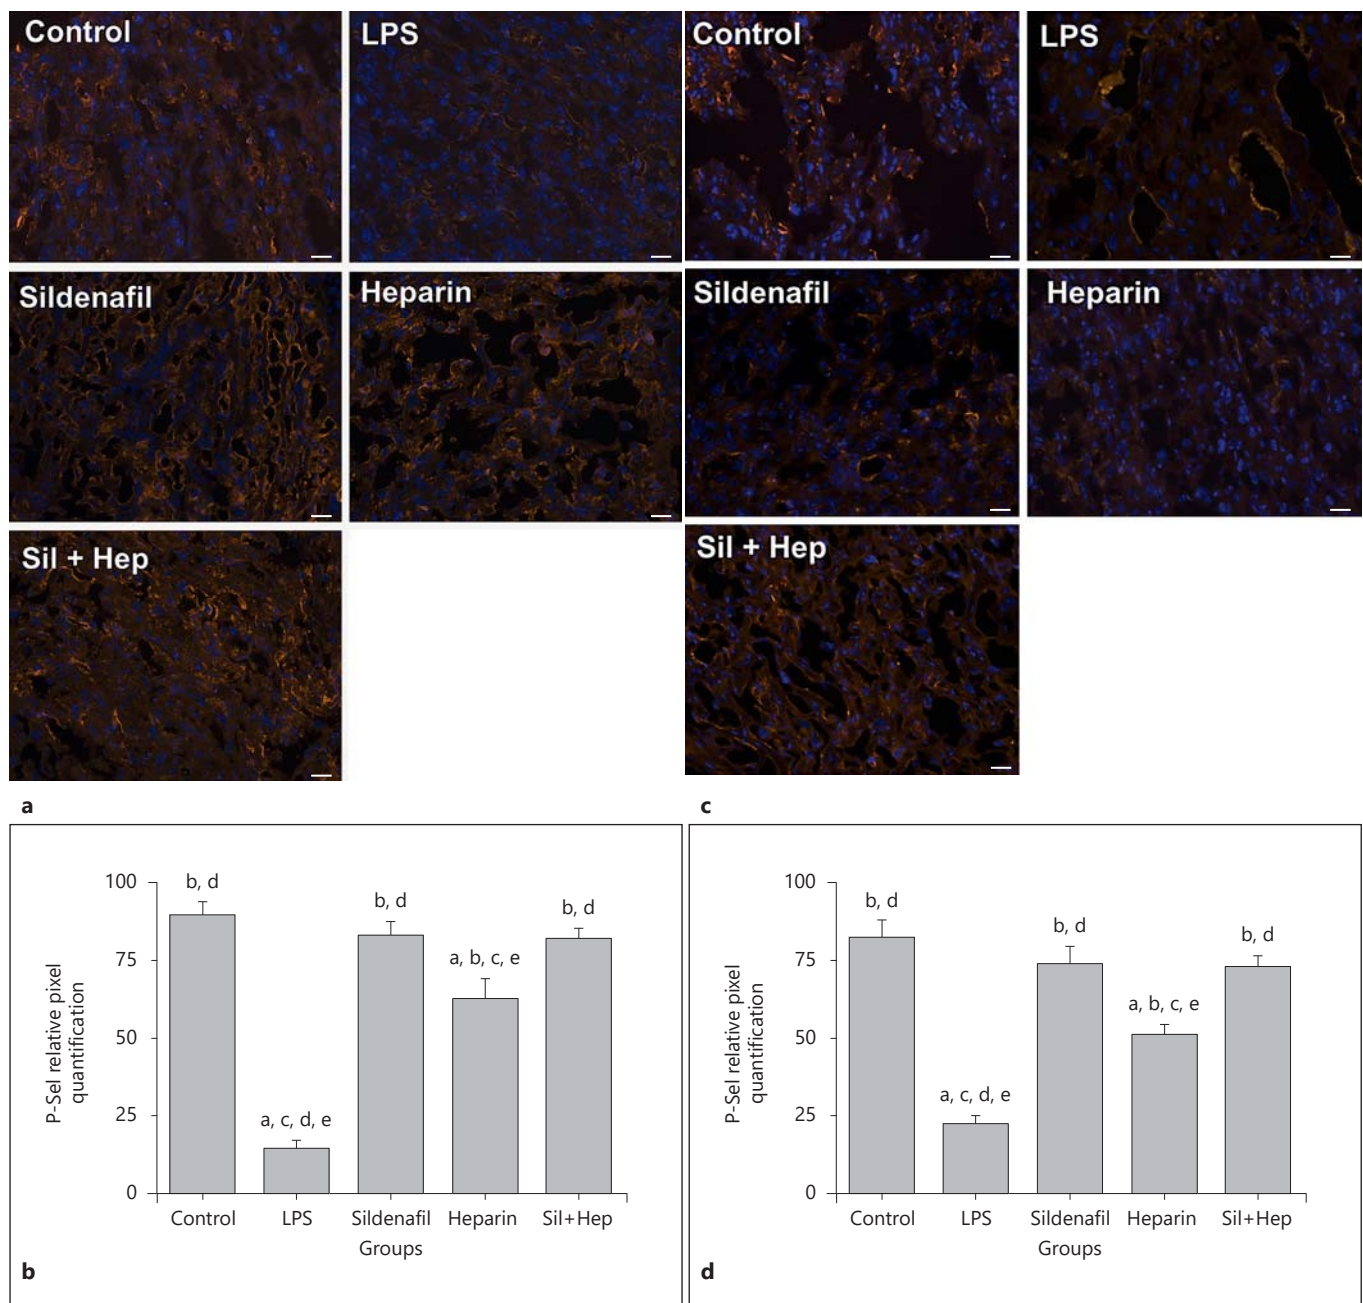 Control
LPS
Sildenafil
Heparin
Sil + Hep
a
Control
LPS
Sildenafil
Heparin
Sil + Hep
c
P-Sel relative pixel
quantification
100
75
50
25
0
b, d
a, c, d, e
b, d
a, b, c, e
b, d
Control LPS Sildenafil Heparin Sil+Hep
Groups
b
P-Sel relative pixel
quantification
100
75
50
25
0
b, d
a, c, d, e
b, d
a, b, c, e
b, d
Control LPS Sildenafil Heparin Sil+Hep
Groups
d